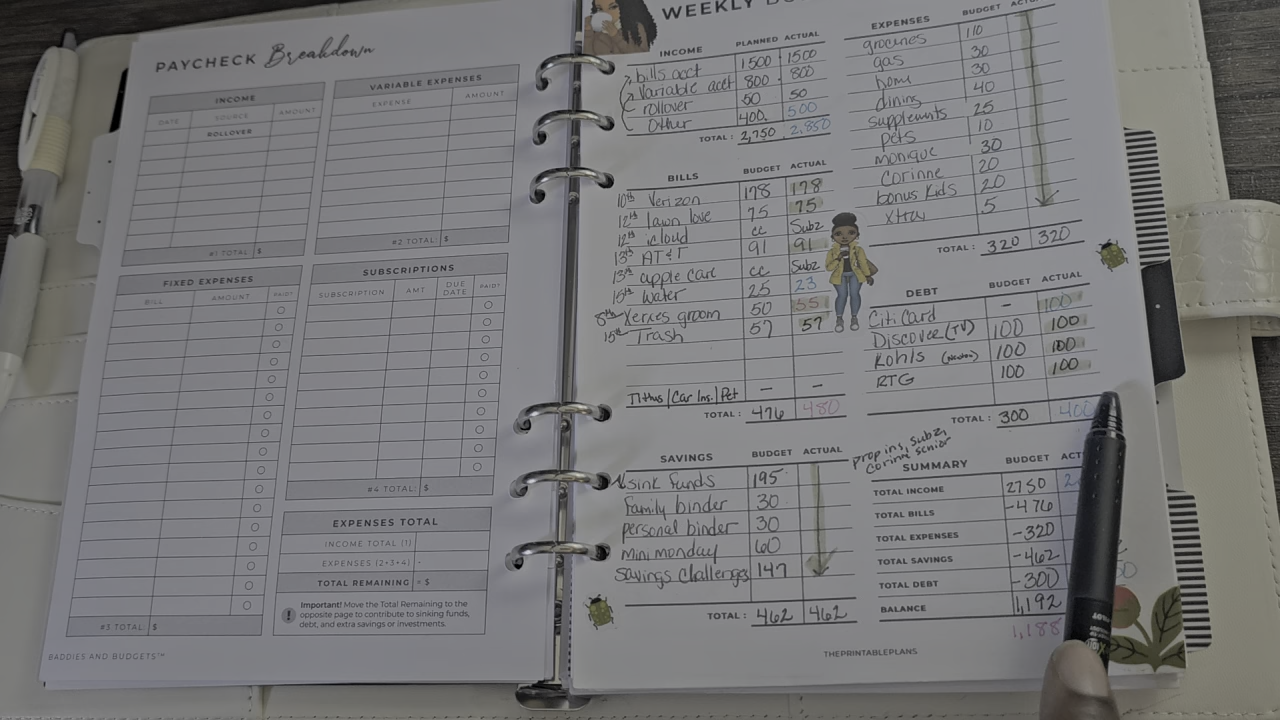 PAYCHECK Breakdown
INCOME
DATE SOURCE AMOUNT
ROLLOVER
#1 TOTAL: $
VARIABLE EXPENSES
EXPENSE AMOUNT
#2 TOTAL: $
FIXED EXPENSES
BILL AMOUNT PAID?
#3 TOTAL: $
SUBSCRIPTIONS
SUBSCRIPTION AMT DUE DATE PAID?
#4 TOTAL: $
EXPENSES TOTAL
INCOME TOTAL (1)
EXPENSES (2+3+4) -
TOTAL REMAINING = $
Important! Move the Total Remaining to the
opposite page to contribute to sinking funds,
debt, and extra savings or investments.
BADDIES AND BUDGETS™
WEEKLY
INCOME PLANNED ACTUAL
bills acct 1500 1500
Variable acct 800 800
rollover 50 50
Other 400 500
TOTAL: 2,750 2,850
BILLS BUDGET ACTUAL
10th Verizon 178 178
12th lawn love 75 75
12th icloud cc Subz
13th AT&T 91 91
13th apple care cc Subz
15th water 25 23
8th Xerxes groom 50 55
15th Trash 57 57
Tithes/Car Ins./Pet - -
TOTAL: 476 480
SAVINGS BUDGET ACTUAL
sink funds 195
family binder 30
personal binder 30
mini monday 60
Savings challenges 147
TOTAL: 462 462
EXPENSES BUDGET
groceries 110
gas 30
home 30
dining 40
supplements 25
pets 10
monique 30
Corinne 20
bonus kids 20
Xtra 5
TOTAL: 320 320
DEBT BUDGET ACTUAL
Citi Card - 100
Discover (TV) 100 100
Kohls 100 100
RTG 100 100
TOTAL: 300 400
prop ins, subz,
Corinne senior
SUMMARY BUDGET
TOTAL INCOME 2750
TOTAL BILLS -476
TOTAL EXPENSES -320
TOTAL SAVINGS -462
TOTAL DEBT -300
BALANCE 1,192
1,188
THEPRINTABLEPLANS
PILOT